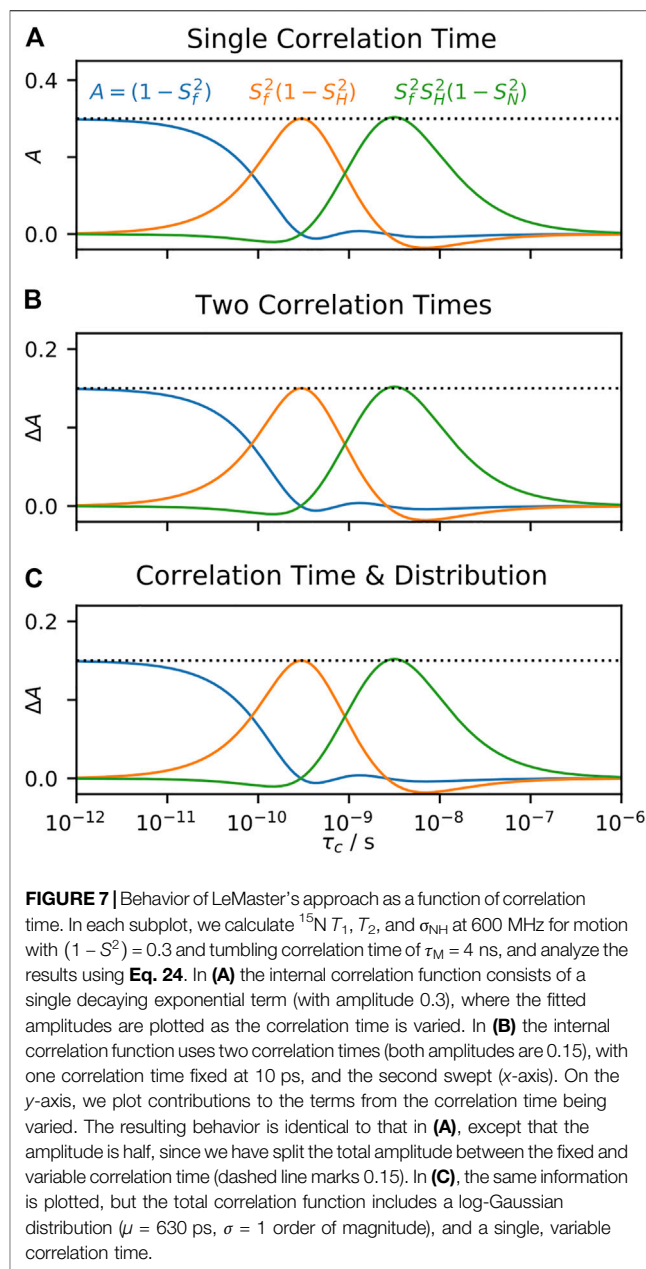 A
Single Correlation Time
A = (1 − S_f^2) S_f^2(1 − S_H^2) S_f^2S_H^2(1 − S_N^2)
0.4
A
0.0
B
Two Correlation Times
0.2
ΔA
0.0
C
Correlation Time & Distribution
0.2
ΔA
0.0
10^−12 10^−11 10^−10 10^−9 10^−8 10^−7 10^−6
τ_c / s
FIGURE 7 | Behavior of LeMaster's approach as a function of correlation
time. In each subplot, we calculate ¹⁵N T₁, T₂, and σ_NH at 600 MHz for motion
with (1 − S²) = 0.3 and tumbling correlation time of τ_M = 4 ns, and analyze the
results using Eq. 24. In (A) the internal correlation function consists of a
single decaying exponential term (with amplitude 0.3), where the fitted
amplitudes are plotted as the correlation time is varied. In (B) the internal
correlation function uses two correlation times (both amplitudes are 0.15), with
one correlation time fixed at 10 ps, and the second swept (x-axis). On the
y-axis, we plot contributions to the terms from the correlation time being
varied. The resulting behavior is identical to that in (A), except that the
amplitude is half, since we have split the total amplitude between the fixed and
variable correlation time (dashed line marks 0.15). In (C), the same information
is plotted, but the total correlation function includes a log-Gaussian
distribution (μ = 630 ps, σ = 1 order of magnitude), and a single, variable
correlation time.